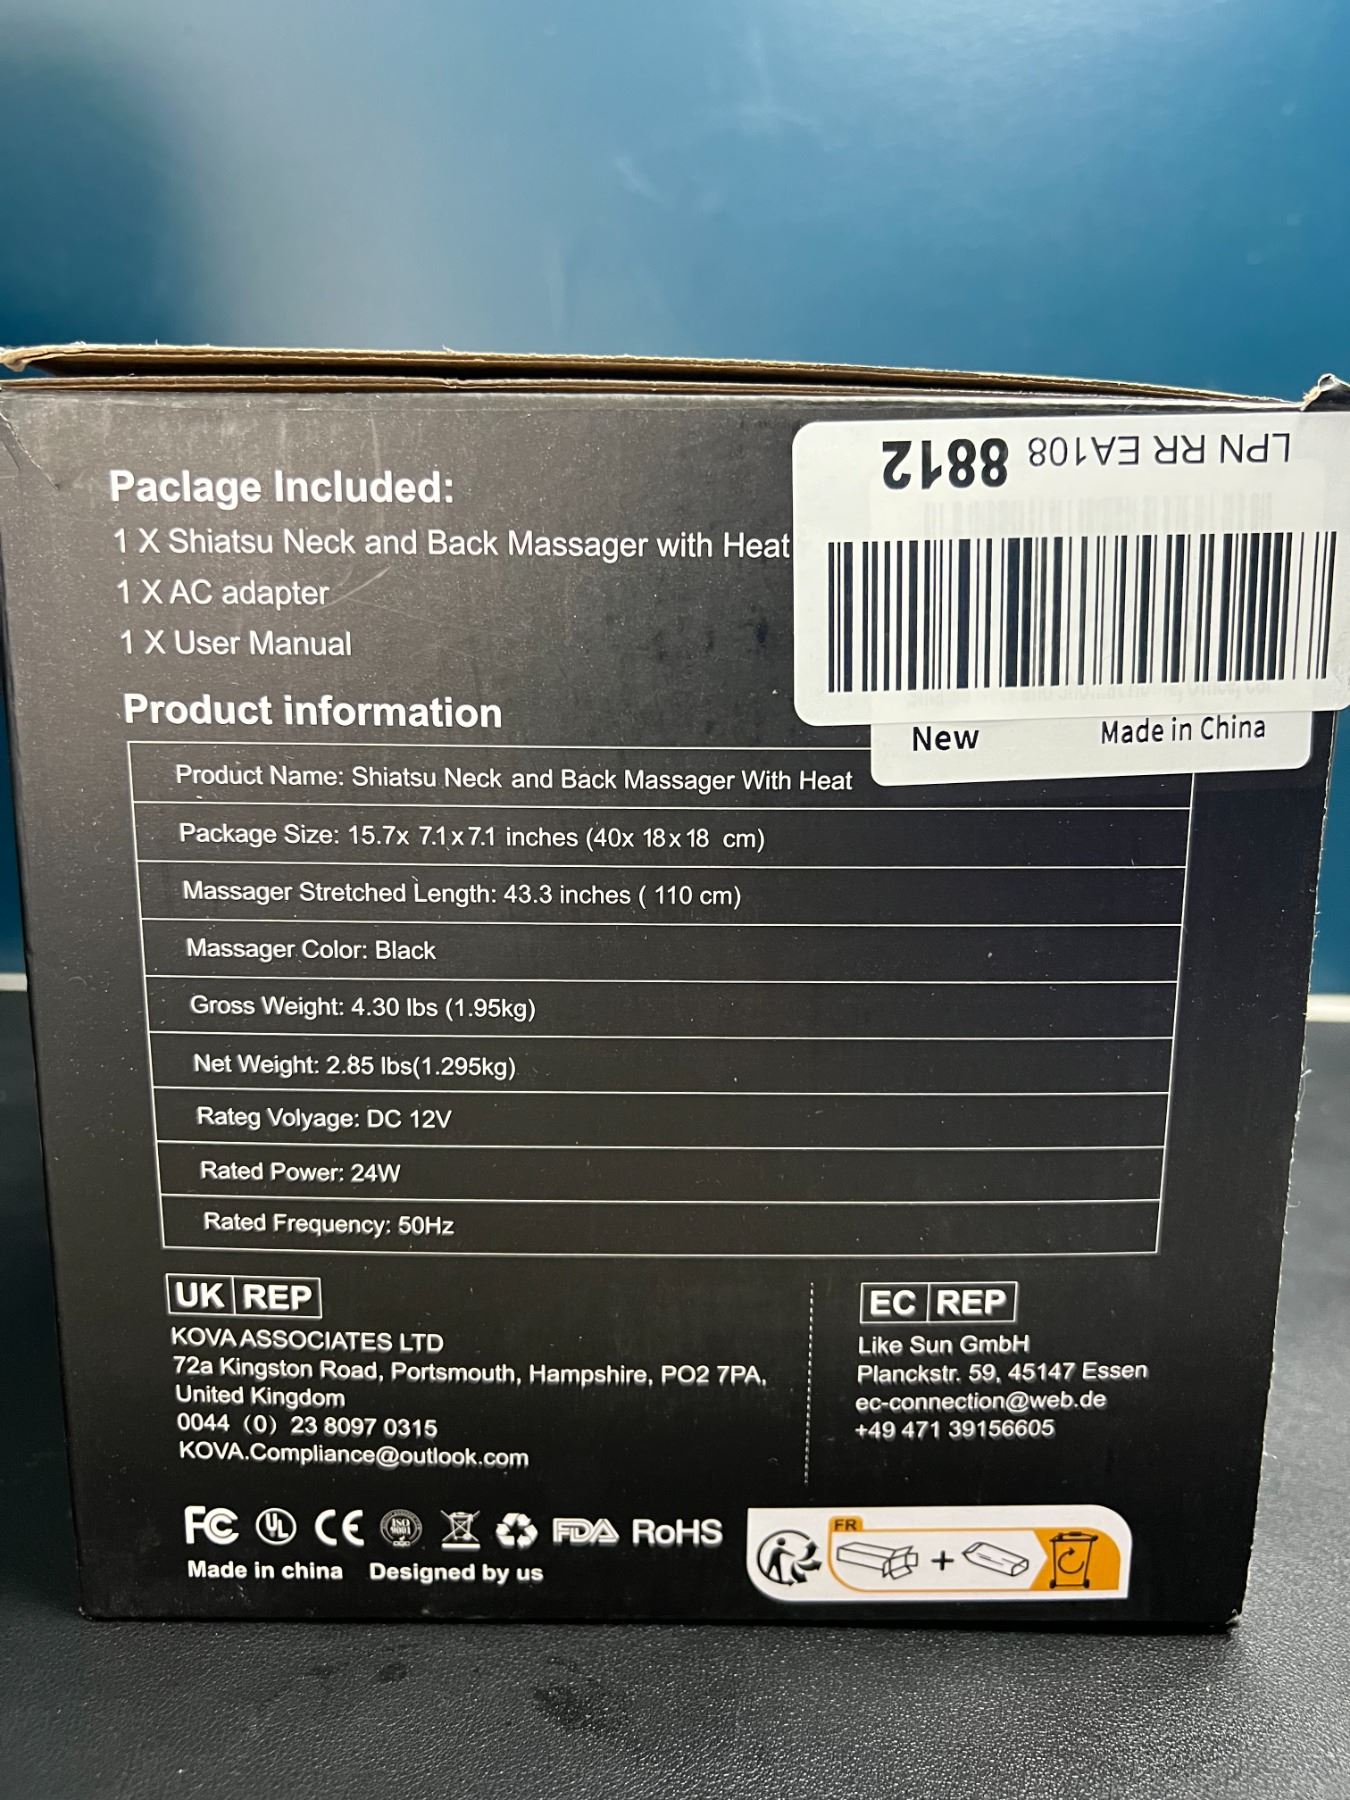 LPN RR EA108 8812
New Made in China
Paclage Included:
1 X Shiatsu Neck and Back Massager with Heat
1 X AC adapter
1 X User Manual
Product information
Product Name: Shiatsu Neck and Back Massager With Heat
Package Size: 15.7x 7.1x7.1 inches (40x 18x18 cm)
Massager Stretched Length: 43.3 inches ( 110 cm)
Massager Color: Black
Gross Weight: 4.30 lbs (1.95kg)
Net Weight: 2.85 lbs(1.295kg)
Rateg Volyage: DC 12V
Rated Power: 24W
Rated Frequency: 50Hz
UK REP
KOVA ASSOCIATES LTD
72a Kingston Road, Portsmouth, Hampshire, PO2 7PA,
United Kingdom
0044 (0) 23 8097 0315
KOVA.Compliance@outlook.com
EC REP
Like Sun GmbH
Planckstr. 59, 45147 Essen
ec-connection@web.de
+49 471 39156605
FC UL CE ISO 9001 FDA RoHS
Made in china Designed by us
FR
+